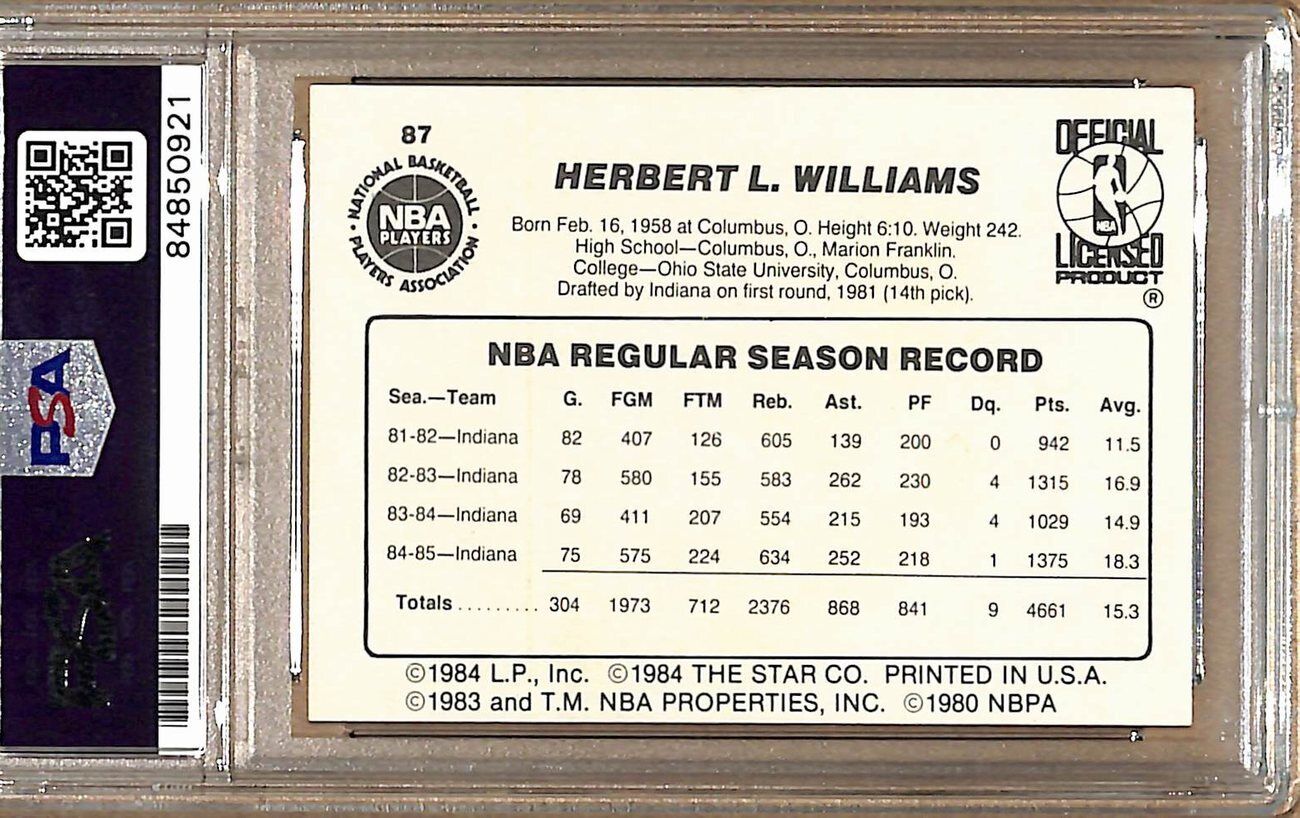 84850921
PSA
87
NATIONAL BASKETBALL
NBA
PLAYERS
PLAYERS ASSOCIATION
HERBERT L. WILLIAMS
Born Feb. 16, 1958 at Columbus, O. Height 6:10. Weight 242.
High School—Columbus, O., Marion Franklin.
College—Ohio State University, Columbus, O.
Drafted by Indiana on first round, 1981 (14th pick).
OFFICIAL
NBA
LICENSED
PRODUCT
®
NBA REGULAR SEASON RECORD
Sea.—Team G. FGM FTM Reb. Ast. PF Dq. Pts. Avg.
81-82—Indiana 82 407 126 605 139 200 0 942 11.5
82-83—Indiana 78 580 155 583 262 230 4 1315 16.9
83-84—Indiana 69 411 207 554 215 193 4 1029 14.9
84-85—Indiana 75 575 224 634 252 218 1 1375 18.3
Totals ......... 304 1973 712 2376 868 841 9 4661 15.3
©1984 L.P., Inc. ©1984 THE STAR CO. PRINTED IN U.S.A.
©1983 and T.M. NBA PROPERTIES, INC. ©1980 NBPA